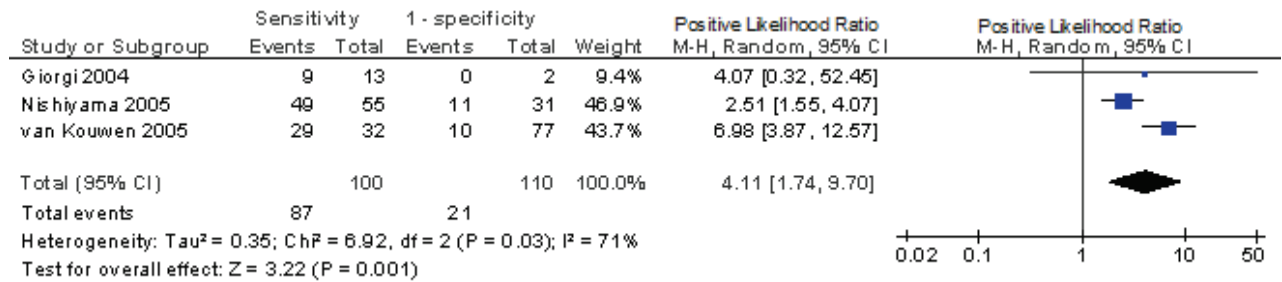 Sensitivity 1 - specificity Positive Likelihood Ratio Positive Likelihood Ratio
Study or Subgroup Events Total Events Total Weight M-H, Random, 95% CI M-H, Random, 95% CI
Giorgi 2004 9 13 0 2 9.4% 4.07 [0.32, 52.45]
Nishiyama 2005 49 55 11 31 46.9% 2.51 [1.55, 4.07]
van Kouwen 2005 29 32 10 77 43.7% 6.98 [3.87, 12.57]
Total (95% CI) 100 110 100.0% 4.11 [1.74, 9.70]
Total events 87 21
Heterogeneity: Tau² = 0.35; Chi² = 6.92, df = 2 (P = 0.03); I² = 71%
Test for overall effect: Z = 3.22 (P = 0.001)
0.02 0.1 1 10 50